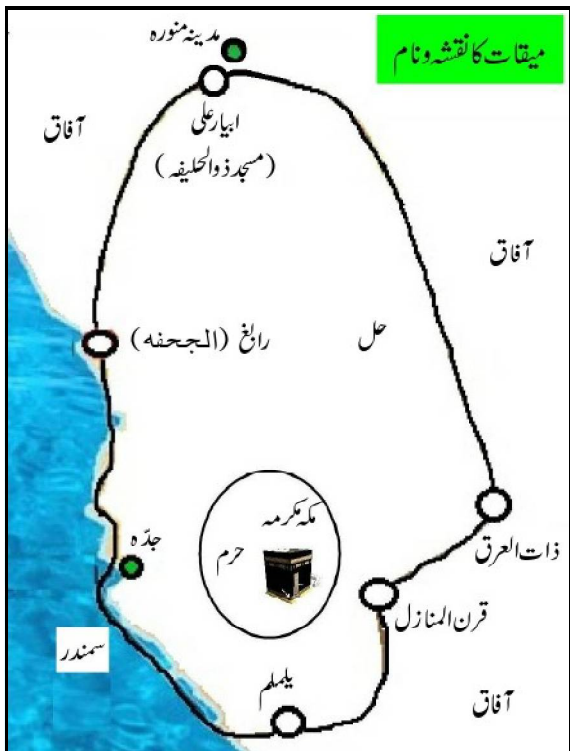 میقات کا نقشہ و نام
مدینہ منورہ
ابیار علی
(مسجد ذوالحلیفہ)
آفاق
آفاق
رابغ (الجحفه)
حل
مکہ مکرمہ
حرم
جدّہ
ذات العرق
قرن المنازل
سمندر
یلملم
آفاق